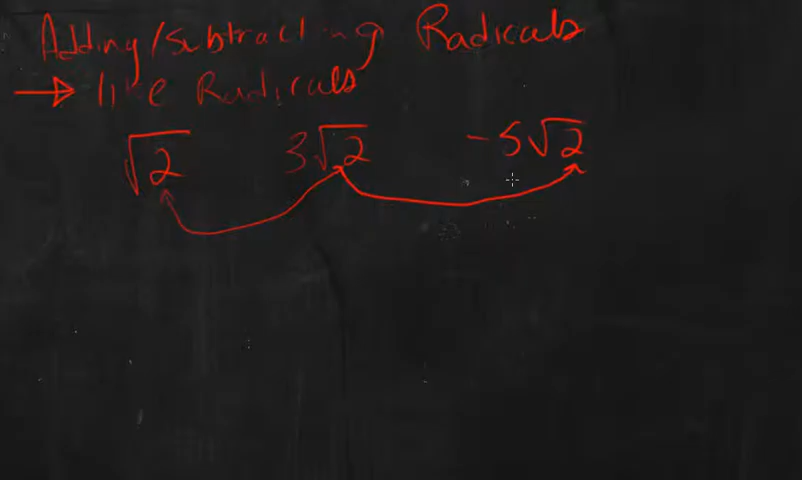 Adding/Subtracting Radicals
→ like Radicals
√2 3√2 -5√2